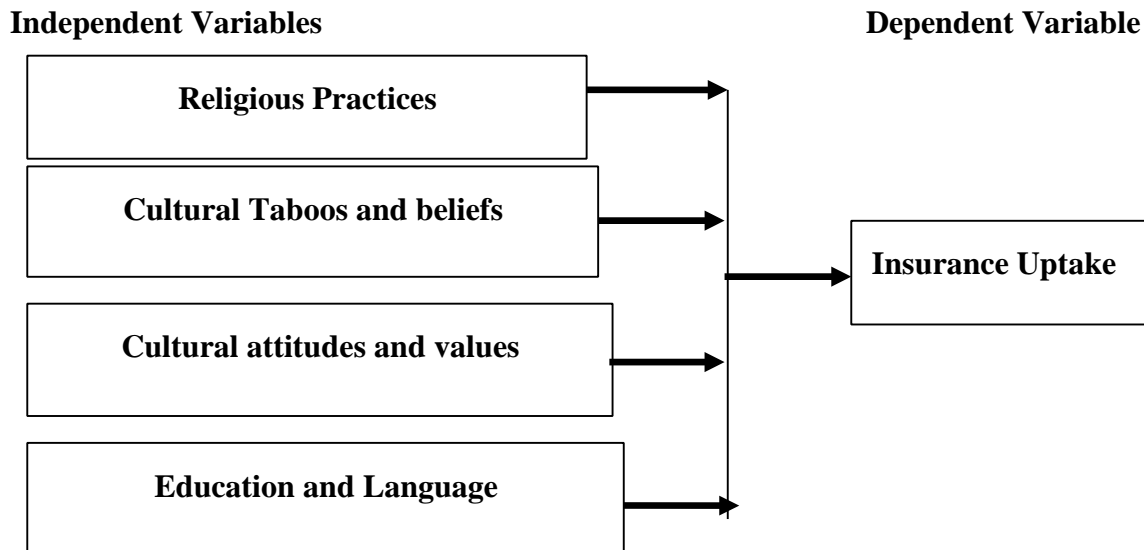 Independent Variables
Dependent Variable
Religious Practices
Cultural Taboos and beliefs
Insurance Uptake
Cultural attitudes and values
Education and Language